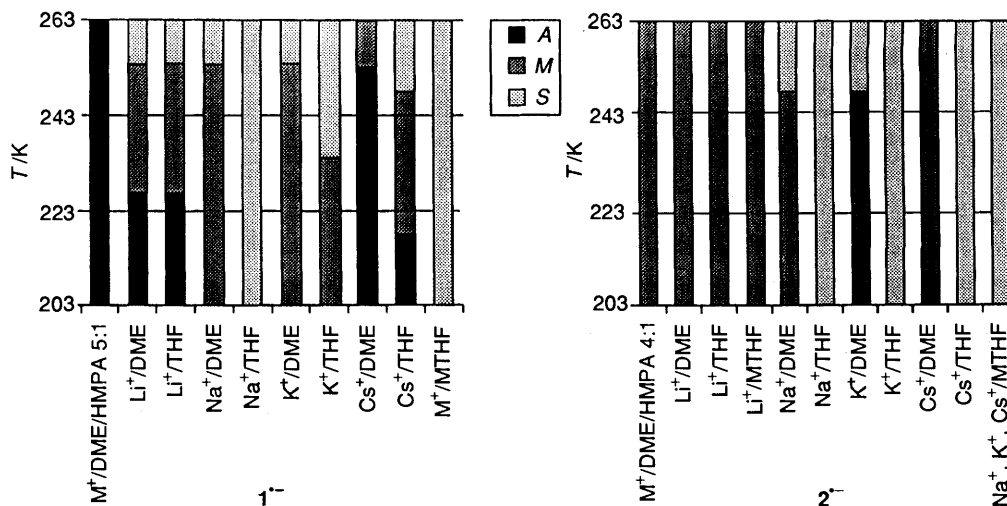 263
243
223
203
T/K
M⁺/DME/HMPA 5:1
Li⁺/DME
Li⁺/THF
Na⁺/DME
Na⁺/THF
K⁺/DME
K⁺/THF
Cs⁺/DME
Cs⁺/THF
M⁺/MTHF
1•−
A
M
S
263
243
223
203
T/K
M⁺/DME/HMPA 4:1
Li⁺/DME
Li⁺/THF
Li⁺/MTHF
Na⁺/DME
Na⁺/THF
K⁺/DME
K⁺/THF
Cs⁺/DME
Cs⁺/THF
Na⁺, K⁺, Cs⁺/MTHF
2•−